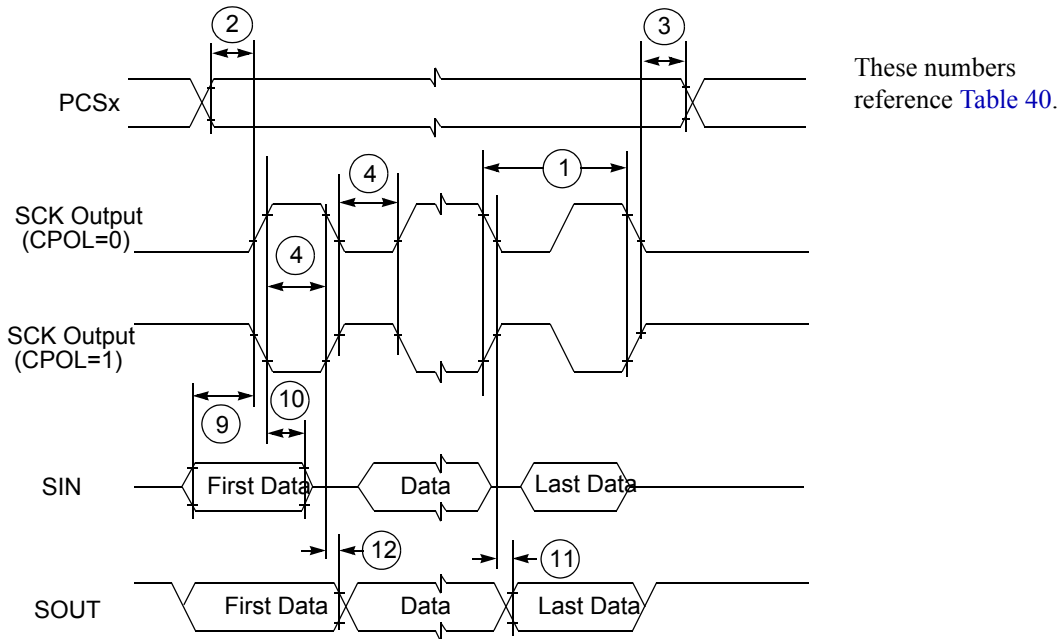 2
3
These numbers
reference Table 40.
PCSx
4
1
SCK Output
(CPOL=0)
4
SCK Output
(CPOL=1)
10
9
SIN
First Data
Data
Last Data
12
11
SOUT
First Data
Data
Last Data